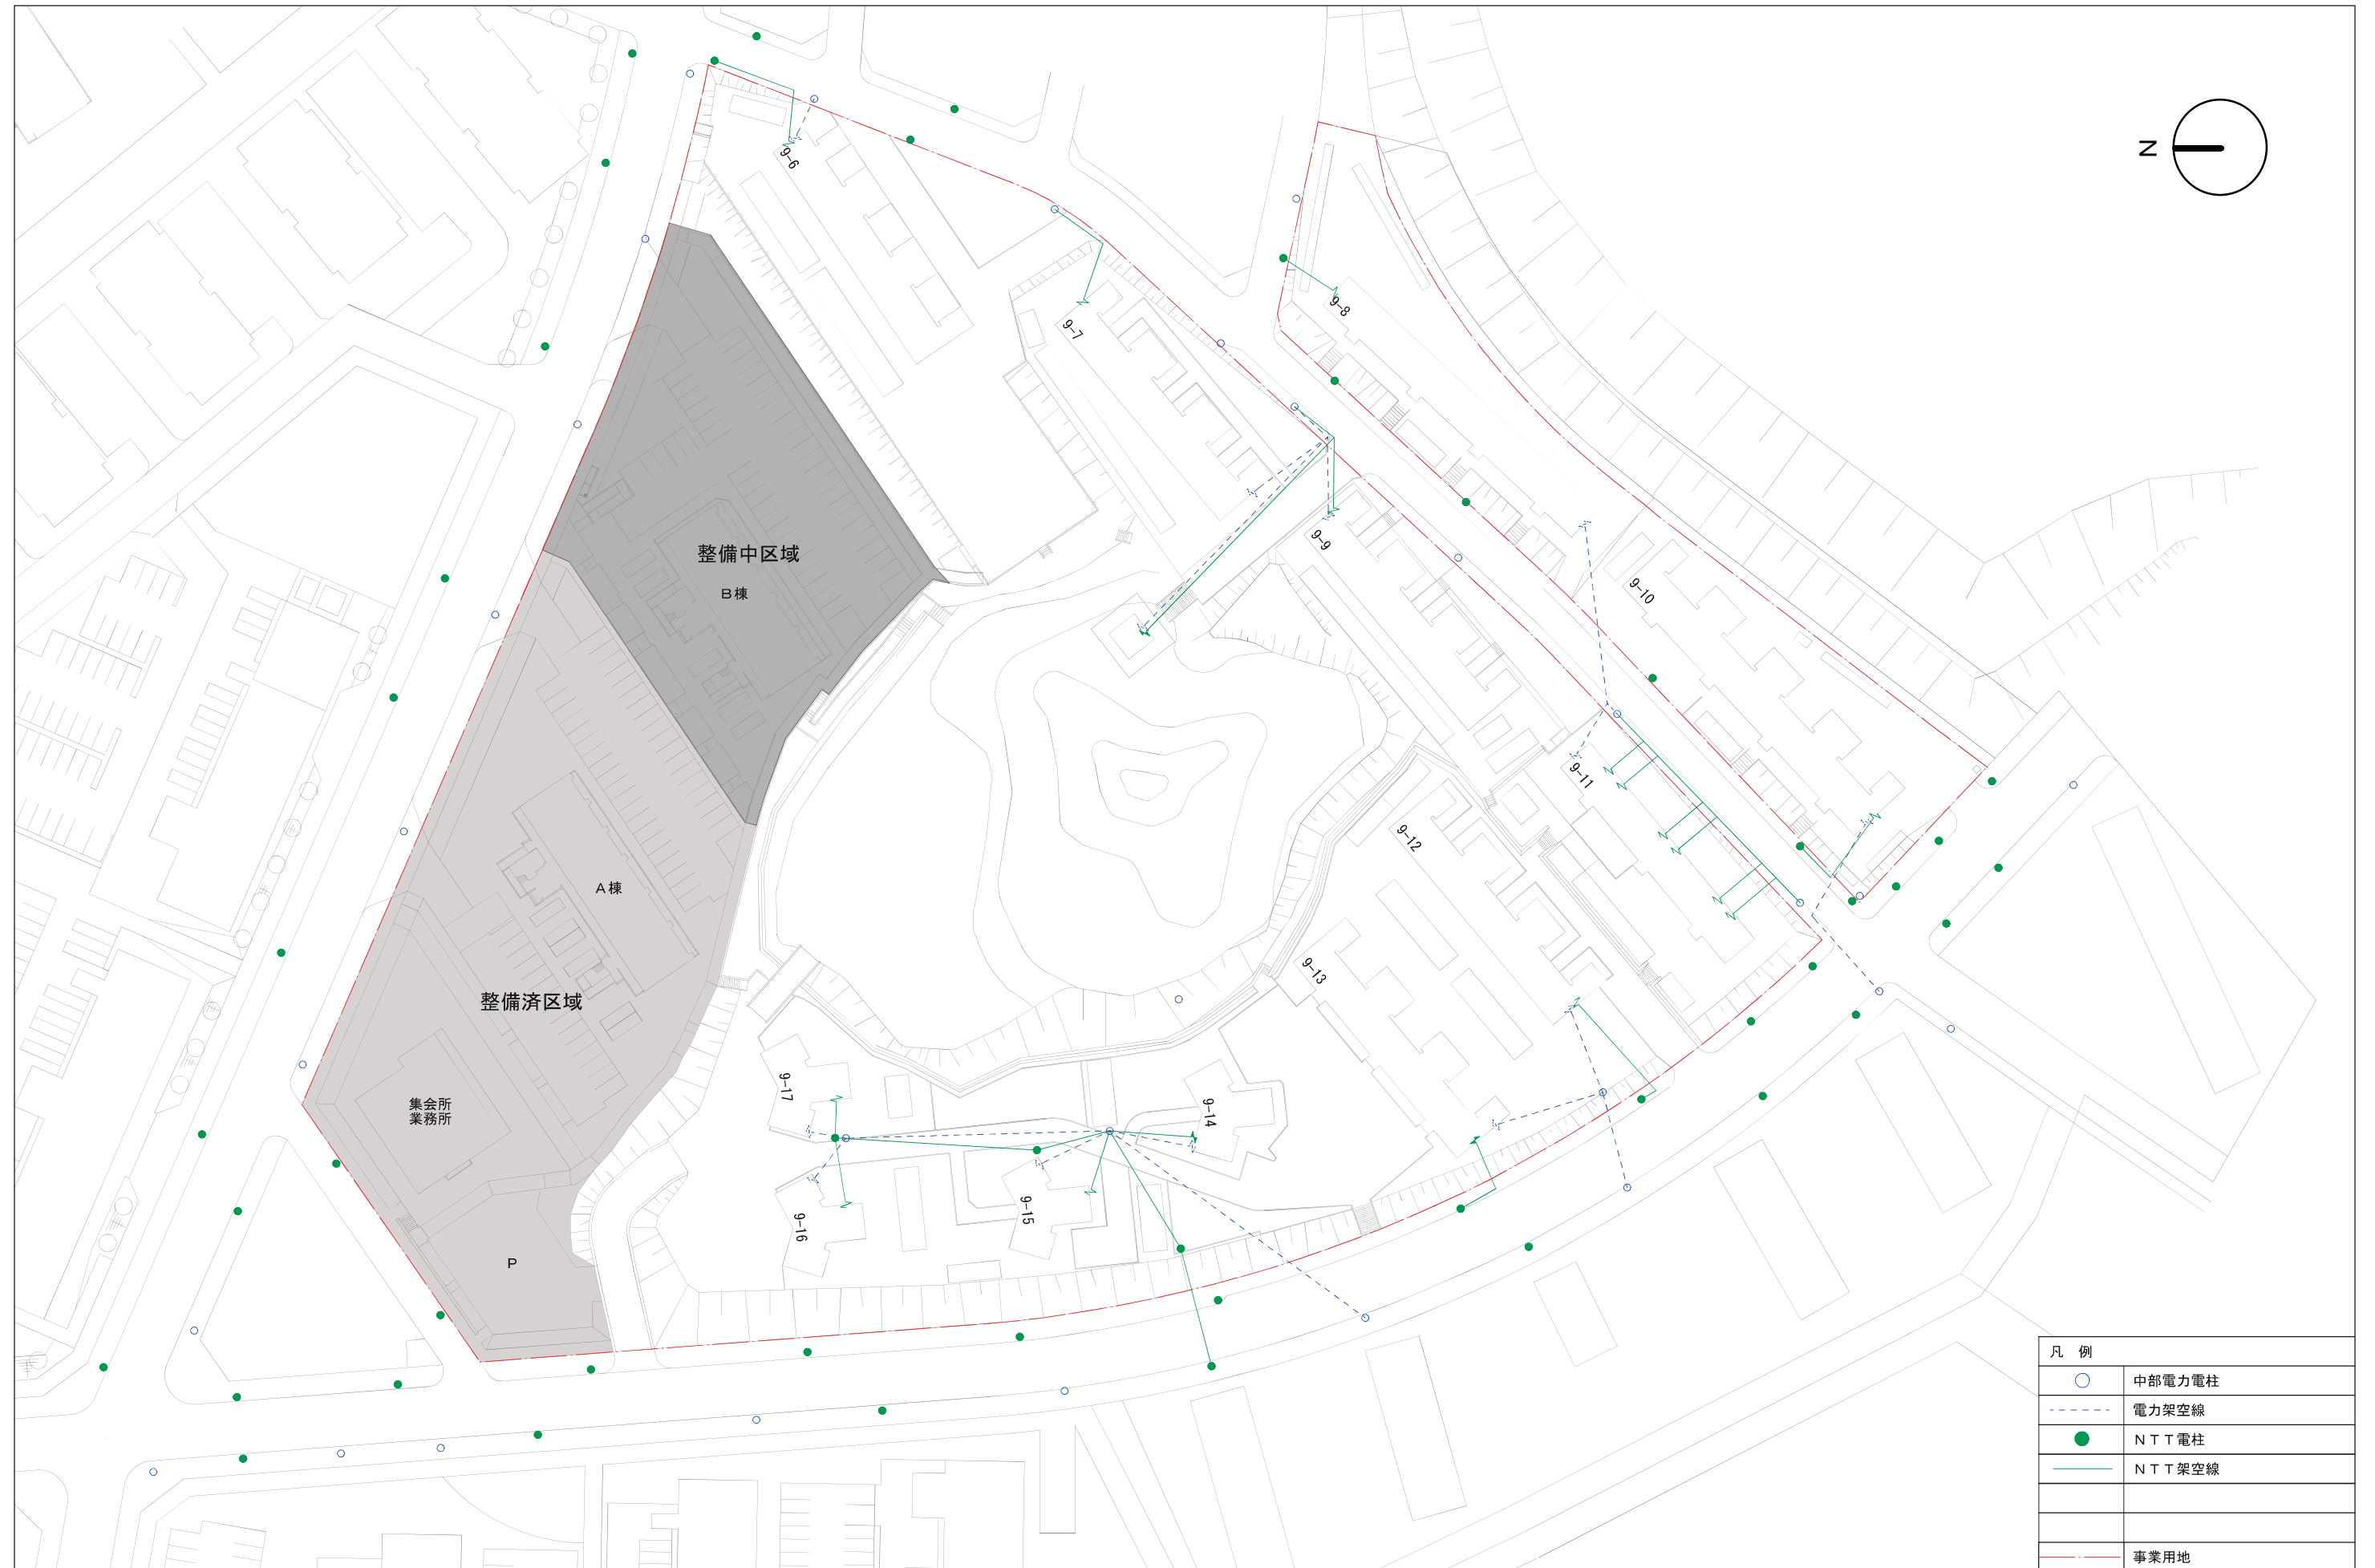 N
9-6
9-7
9-8
9-9
9-10
整備中区域
B棟
9-11
9-12
A棟
9-13
整備済区域
9-17
9-14
集会所
業務所
9-15
9-16
P
凡 例
中部電力電柱
電力架空線
NTT電柱
NTT架空線
事業用地